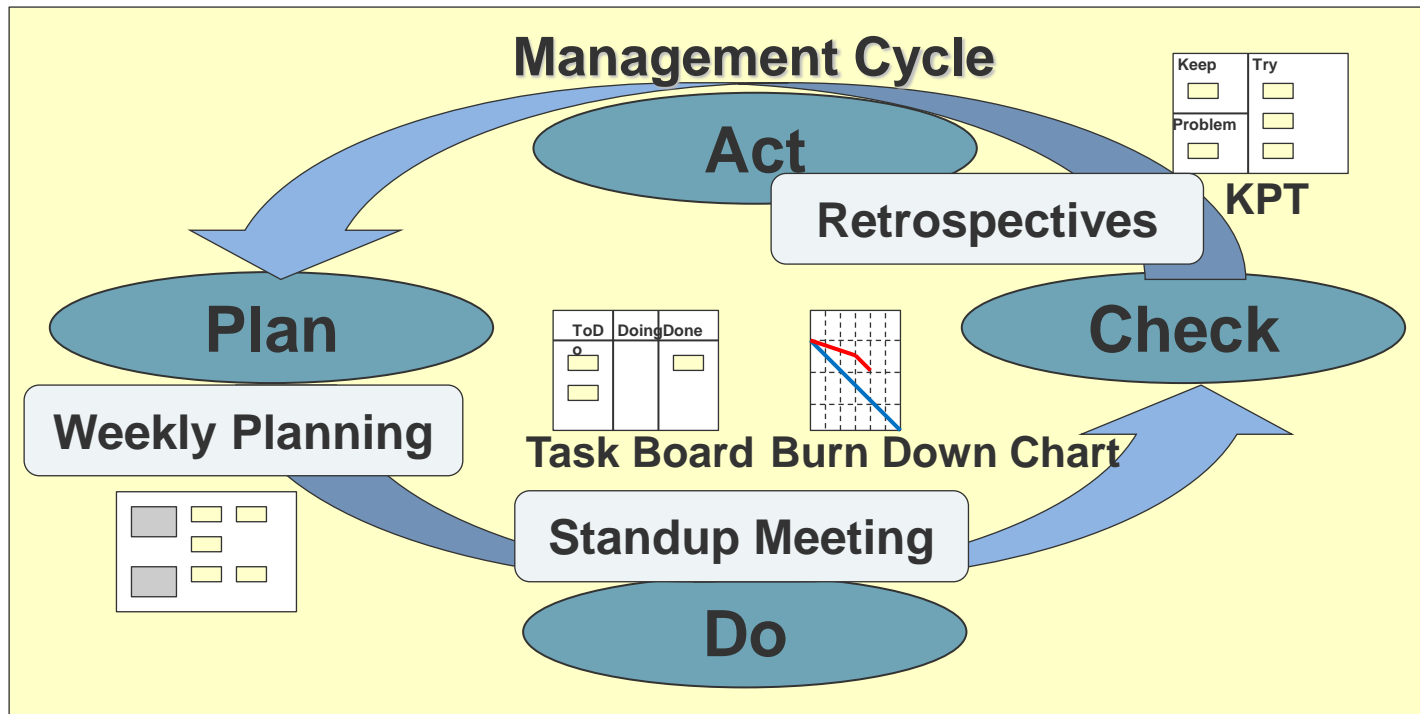 Management Cycle
Keep
Try
Problem
KPT
Act
Retrospectives
Plan
Check
ToD
o
Doing
Done
Weekly Planning
Task Board
Burn Down Chart
Standup Meeting
Do